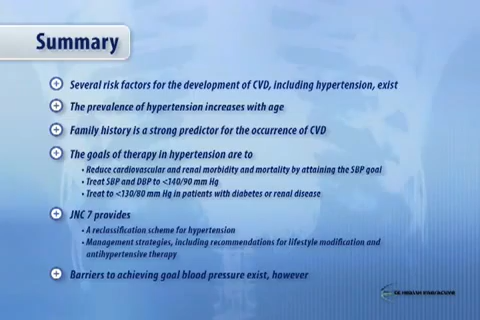 Summary
Several risk factors for the development of CVD, including hypertension, exist
The prevalence of hypertension increases with age
Family history is a strong predictor for the occurrence of CVD
The goals of therapy in hypertension are to
• Reduce cardiovascular and renal morbidity and mortality by attaining the SBP goal
• Treat SBP and DBP to <140/90 mm Hg
• Treat to <130/80 mm Hg in patients with diabetes or renal disease
JNC 7 provides
• A reclassification scheme for hypertension
• Management strategies, including recommendations for lifestyle modification and
antihypertensive therapy
Barriers to achieving goal blood pressure exist, however